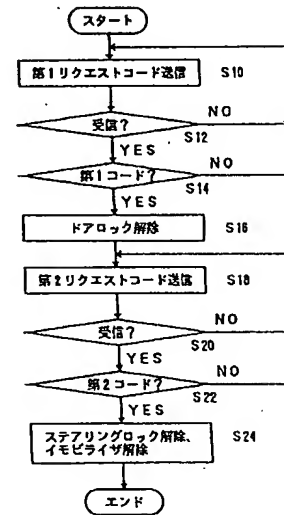 スタート
第1リクエストコード送信 S10
受信? NO
S12
YES
第1コード? NO
S14
YES
ドアロック解除 S16
第2リクエストコード送信 S18
受信? NO
S20
YES
第2コード? NO
S22
YES
ステアリングロック解除、 S24
イモビライザ解除
エンド